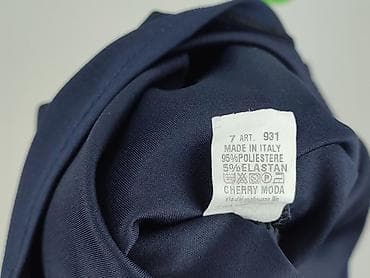 7 ART. 931
MADE IN ITALY
95%POLIESTERE
5%ELASTAN
CHERRY MODA